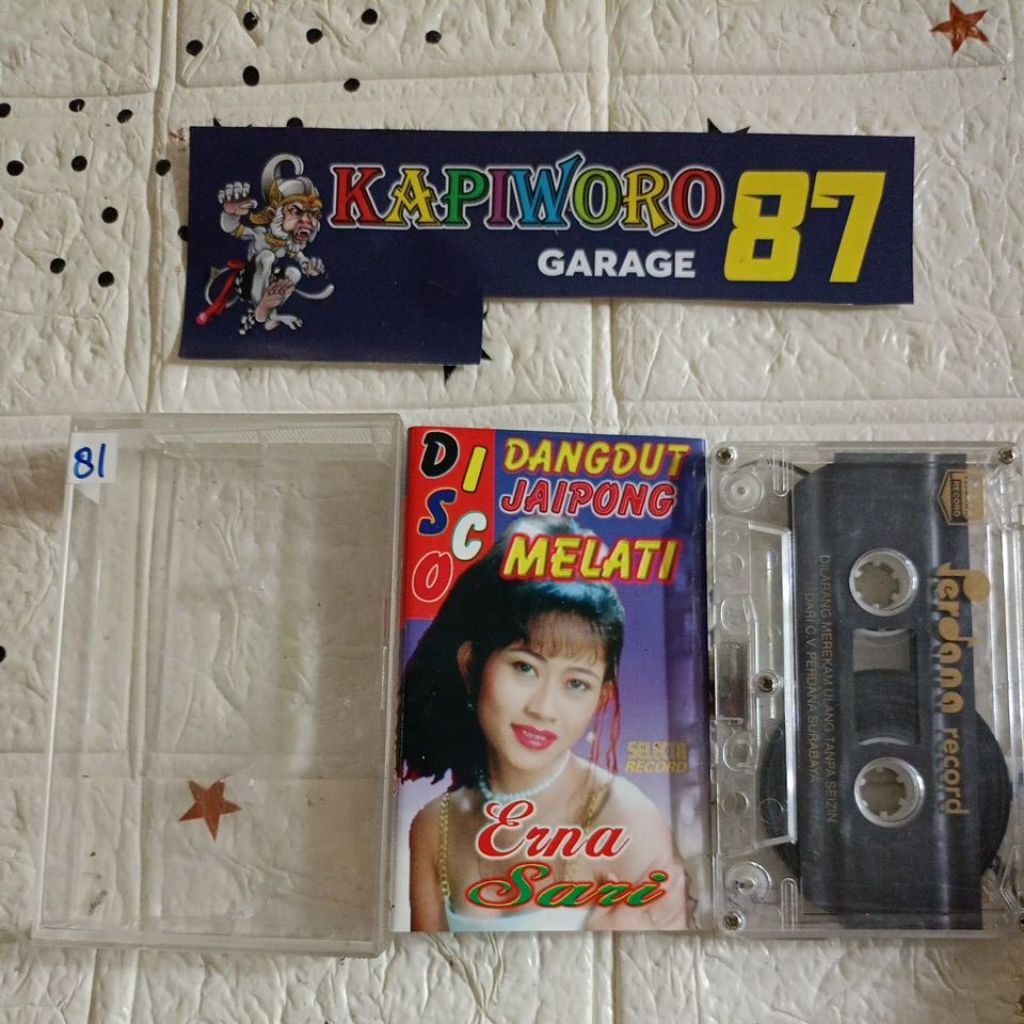 KAPIWORO 87
GARAGE
81
DISCO
DANGDUT
JAIPONG
MELATI
SELECTA
RECORD
Erna
Sari
RECORD
Perdana record
DILARANG MEREKAM ULANG TANPA SEIZIN
DARI C.V. PERDANA SURABAYA